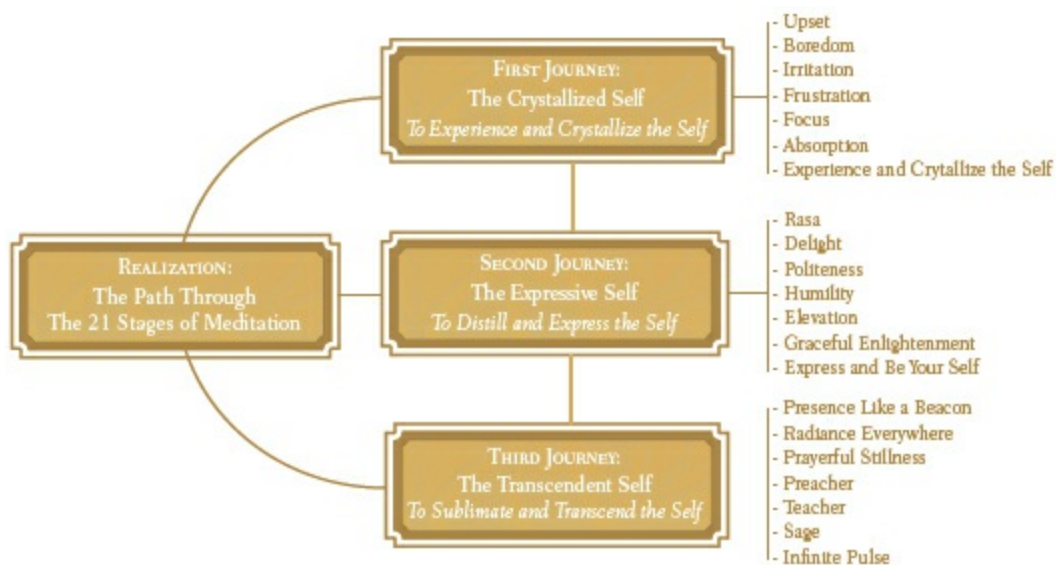 REALIZATION:
The Path Through
The 21 Stages of Meditation
FIRST JOURNEY:
The Crystallized Self
To Experience and Crystallize the Self
- Upset
- Boredom
- Irritation
- Frustration
- Focus
- Absorption
- Experience and Crytallize the Self
SECOND JOURNEY:
The Expressive Self
To Distill and Express the Self
- Rasa
- Delight
- Politeness
- Humility
- Elevation
- Graceful Enlightenment
- Express and Be Your Self
THIRD JOURNEY:
The Transcendent Self
To Sublimate and Transcend the Self
- Presence Like a Beacon
- Radiance Everywhere
- Prayerful Stillness
- Preacher
- Teacher
- Sage
- Infinite Pulse